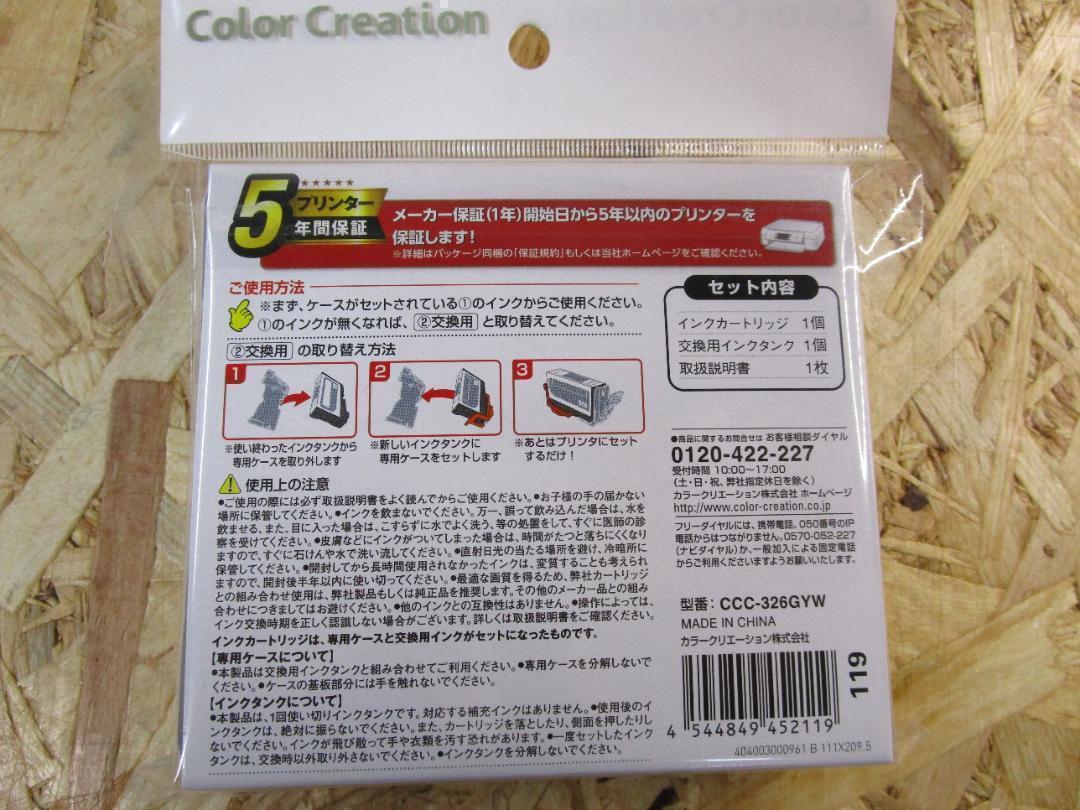 Color Creation
5 プリンター
年間保証
メーカー保証(1年)開始日から5年以内のプリンターを
保証します!
※詳細はパッケージ同梱の「保証規約」もしくは当社ホームページをご確認ください。
ご使用方法
※まず、ケースがセットされている①のインクからご使用ください。
①のインクが無くなれば、②交換用と取り替えてください。
②交換用の取り替え方法
1
2
3
※使い終わったインクタンクから
専用ケースを取り外します
※新しいインクタンクに
専用ケースをセットします
※あとはプリンタにセット
するだけ!
セット内容
インクカートリッジ 1個
交換用インクタンク 1個
取扱説明書 1枚
使用上の注意
●ご使用の際には必ず取扱説明書をよく読んでからご使用ください。●お子様の手の届かない
場所に保管してください。●インクを飲まないでください。万一、誤って飲み込んだ場合は、水を
飲ませる、また、目に入った場合は、こすらずに水でよく洗う、等の処置をして、すぐに医師の診
察を受けてください。●皮膚などにインクがついてしまった場合は、時間がたつと落ちにくくなり
ますので、すぐに石けんや水で洗い流してください。●直射日光の当たる場所を避け、冷暗所に
保管してください。●開封してから長時間使用されなかったインクは、変質することも考えられ
ますので、開封後半年以内に使い切ってください。●最適な画質を得るため、弊社カートリッジ
との組み合わせ使用は、弊社製品もしくは純正品を推奨します。その他のメーカー品との組み
合わせにつきましてはお避けください。●他のインクとの互換性はありません。●操作によっては、
インク交換時期を正しく認識しない場合がございます。詳しくは取扱説明書をご確認ください。
インクカートリッジは、専用ケースと交換用インクがセットになったものです。
【専用ケースについて】
●本製品は交換用インクタンクと組み合わせてご利用ください。●専用ケースを分解しないで
ください。●ケースの基板部分には手を触れないでください。
【インクタンクについて】
●本製品は、1回使い切りインクタンクです。対応する補充インクはありません。●使用後のイ
ンクタンクは、絶対に振らないでください。また、カートリッジを落としたり、側面を押したりし
ないでください。インクが飛び散って手や衣類を汚す恐れがあります。●一度セットしたインク
タンクは、交換時以外取り外さないでください。●インクタンクを分解しないでください。
●商品に関するお問合せは お客様相談ダイヤル
0120-422-227
受付時間 10:00〜17:00
(土・日・祝、弊社指定休日を除く)
カラークリエーション株式会社 ホームページ
http://www.color-creation.co.jp
フリーダイヤルには、携帯電話、050番号のIP
電話からはつながりません。0570-052-227
(ナビダイヤル)か、一般加入による固定電話
からご利用くださいますようお願いいたします。
型番:CCC-326GYW
MADE IN CHINA
カラークリエーション株式会社
119
4 544849 452119
404003000961 B 111X209.5